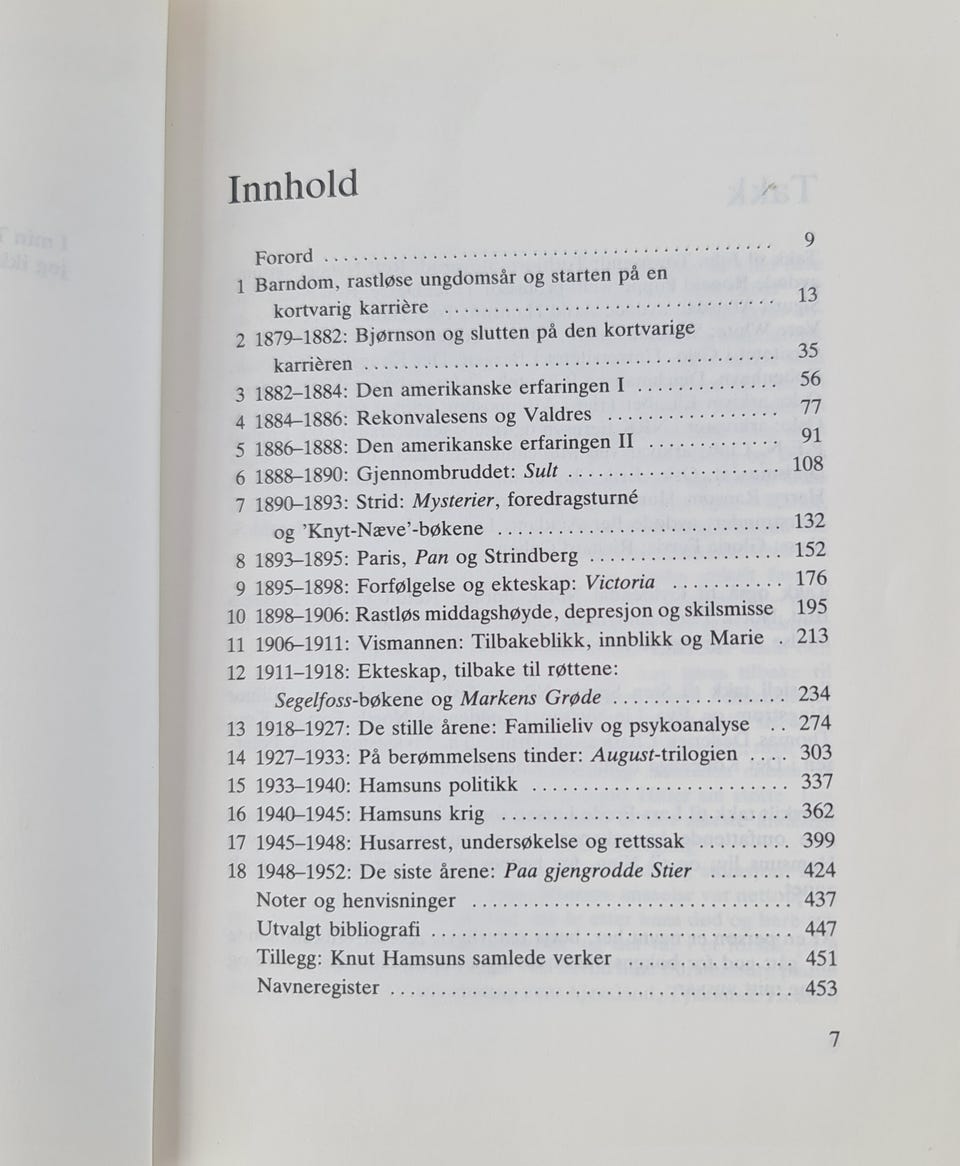 Innhold
Forord ............................................ 9
1 Barndom, rastløse ungdomsår og starten på en
kortvarig karrière ................................ 13
2 1879–1882: Bjørnson og slutten på den kortvarige
karrièren ........................................ 35
3 1882–1884: Den amerikanske erfaringen I .............. 56
4 1884–1886: Rekonvalesens og Valdres ................. 77
5 1886–1888: Den amerikanske erfaringen II ............. 91
6 1888–1890: Gjennombruddet: Sult ..................... 108
7 1890–1893: Strid: Mysterier, foredragsturné
og 'Knyt-Næve'-bøkene ............................ 132
8 1893–1895: Paris, Pan og Strindberg ................... 152
9 1895–1898: Forfølgelse og ekteskap: Victoria ........... 176
10 1898–1906: Rastløs middagshøyde, depresjon og skilsmisse 195
11 1906–1911: Vismannen: Tilbakeblikk, innblikk og Marie . 213
12 1911–1918: Ekteskap, tilbake til røttene:
Segelfoss-bøkene og Markens Grøde ................. 234
13 1918–1927: De stille årene: Familieliv og psykoanalyse .. 274
14 1927–1933: På berømmelsens tinder: August-trilogien .... 303
15 1933–1940: Hamsuns politikk ......................... 337
16 1940–1945: Hamsuns krig ............................ 362
17 1945–1948: Husarrest, undersøkelse og rettssak ......... 399
18 1948–1952: De siste årene: Paa gjengrodde Stier ........ 424
Noter og henvisninger ............................... 437
Utvalgt bibliografi ................................... 447
Tillegg: Knut Hamsuns samlede verker ................ 451
Navneregister ....................................... 453
7